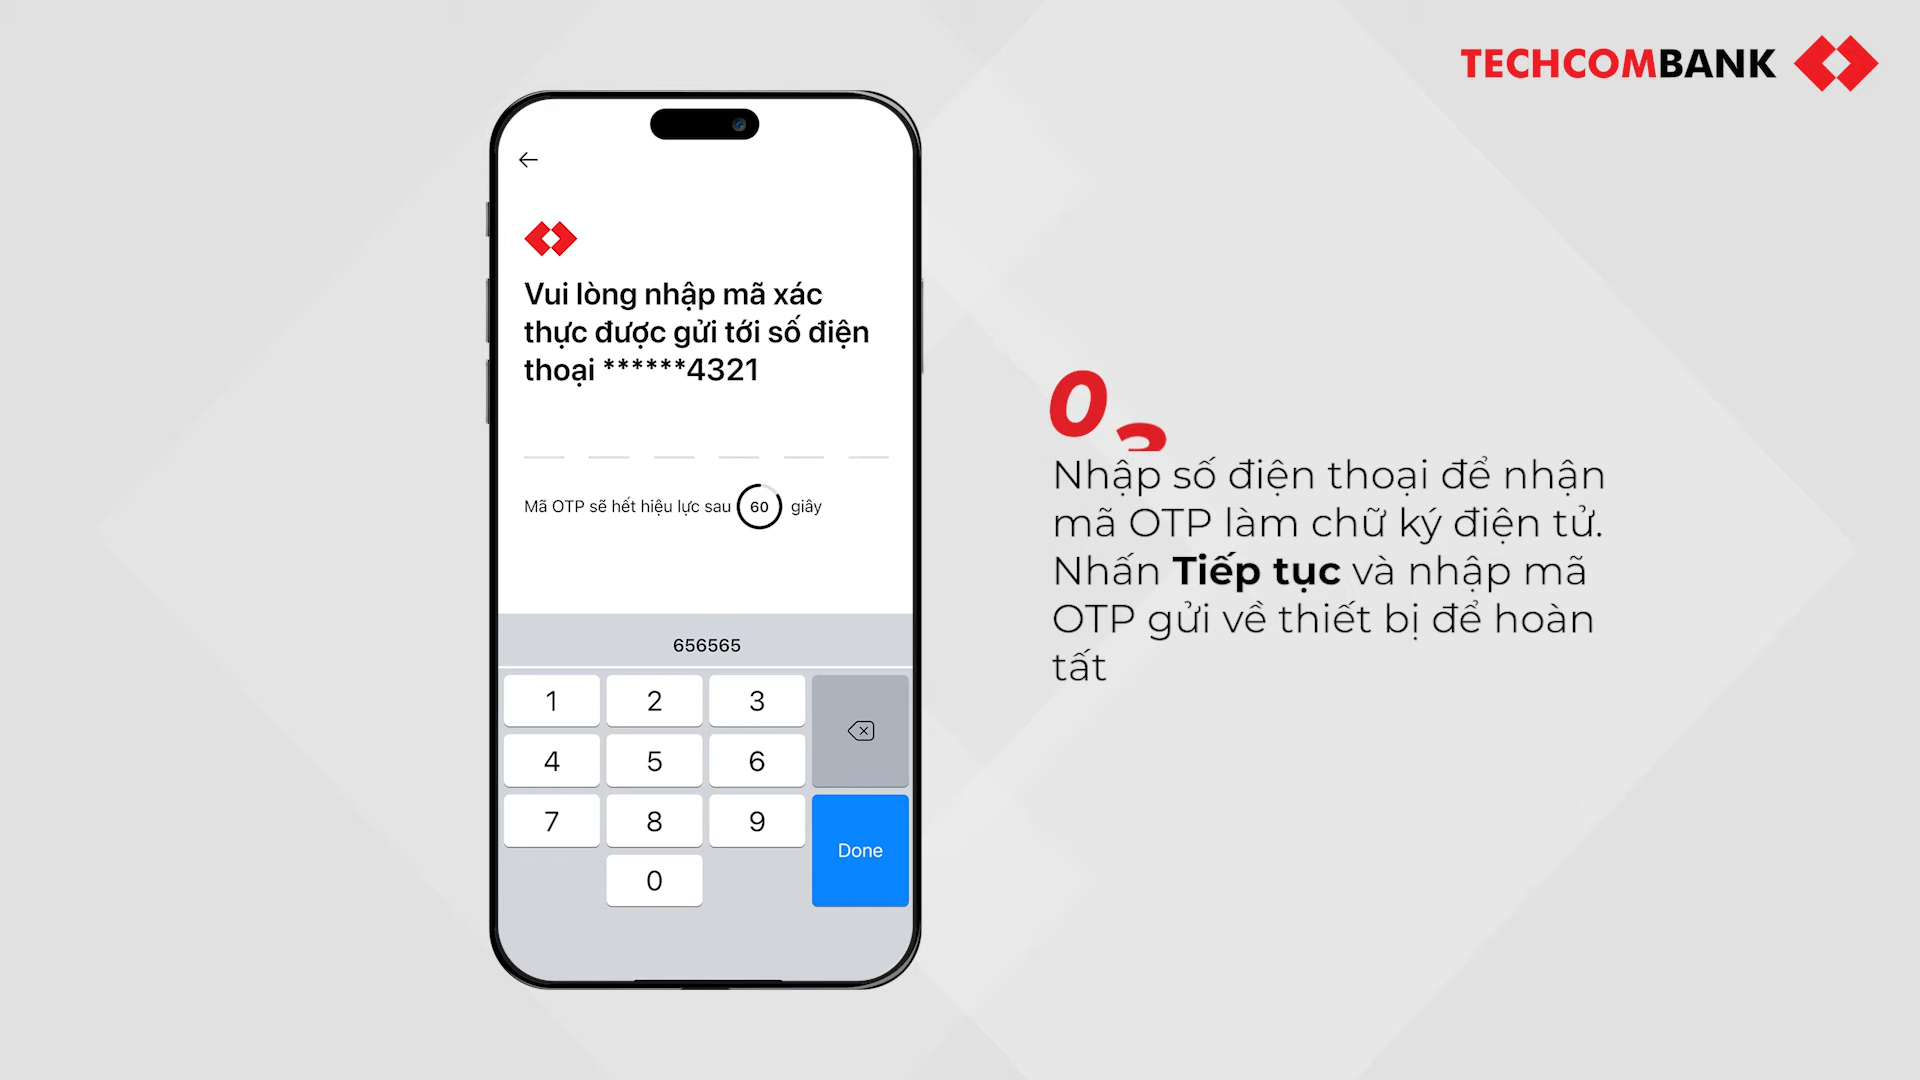 TECHCOMBANK
Vui lòng nhập mã xác
thực được gửi tới số điện
thoại ******4321
Mã OTP sẽ hết hiệu lực sau 60 giây
656565
1 2 3
4 5 6
7 8 9
Done
0
03
Nhập số điện thoại để nhận
mã OTP làm chữ ký điện tử.
Nhấn Tiếp tục và nhập mã
OTP gửi về thiết bị để hoàn
tất